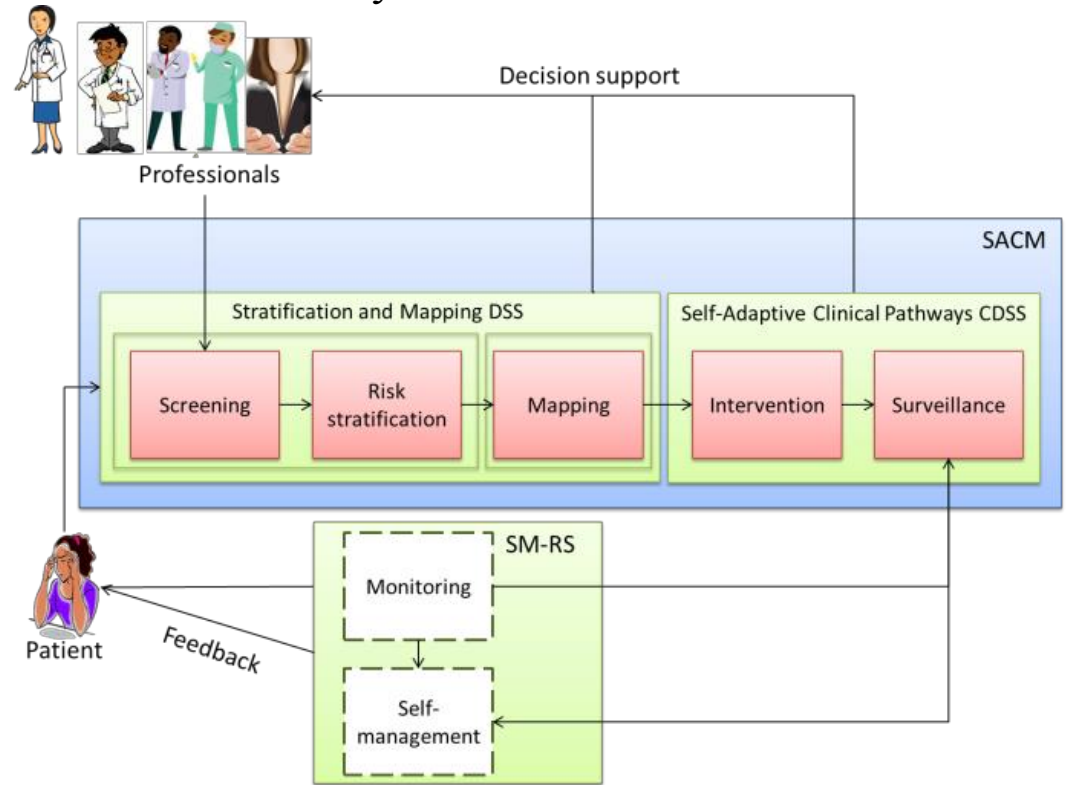 Decision support
Professionals
SACM
Stratification and Mapping DSS
Self-Adaptive Clinical Pathways CDSS
Screening
Risk
stratification
Mapping
Intervention
Surveillance
SM-RS
Monitoring
Patient
Feedback
Self-
management